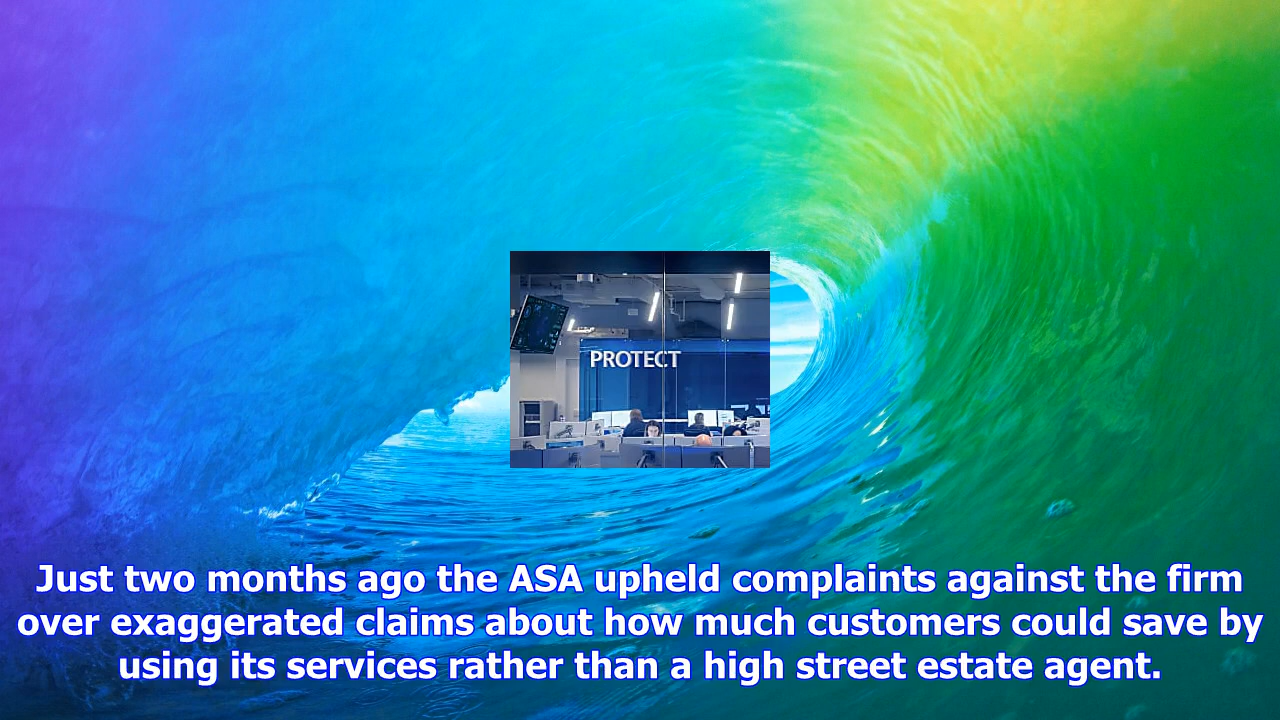 PROTECT
Just two months ago the ASA upheld complaints against the firm
over exaggerated claims about how much customers could save by
using its services rather than a high street estate agent.